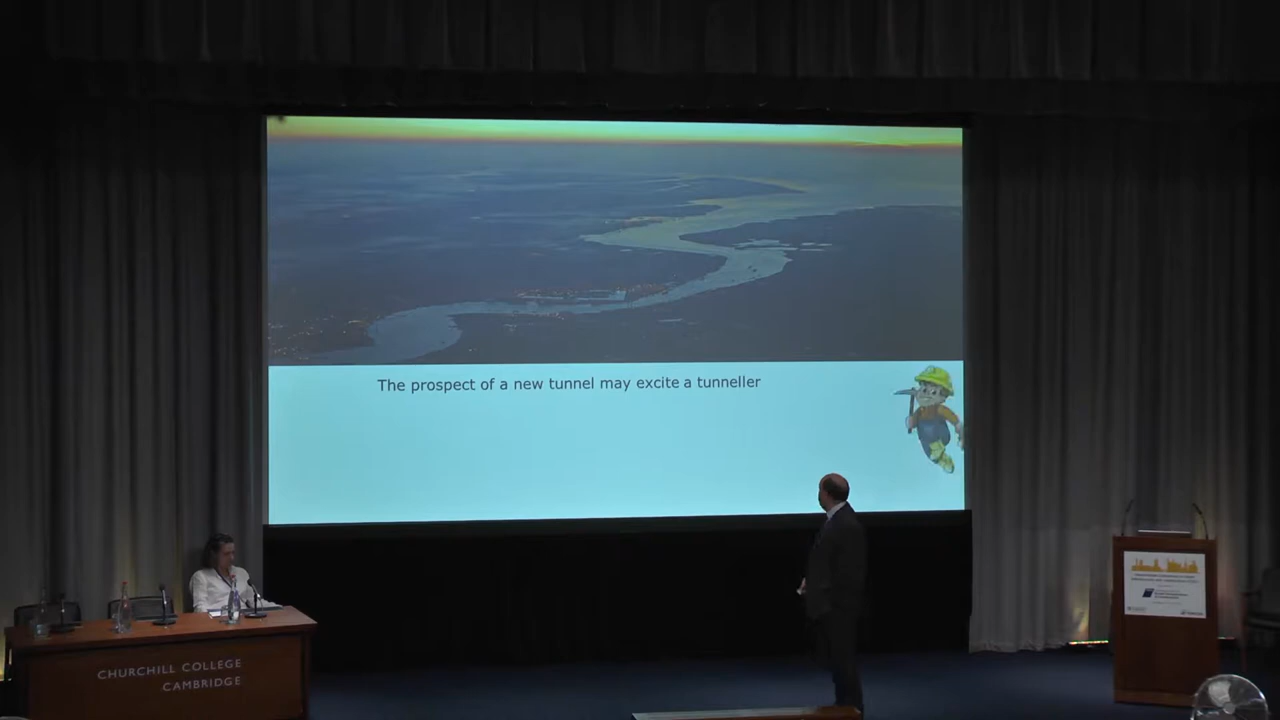 The prospect of a new tunnel may excite a tunneller
CHURCHILL COLLEGE
CAMBRIDGE